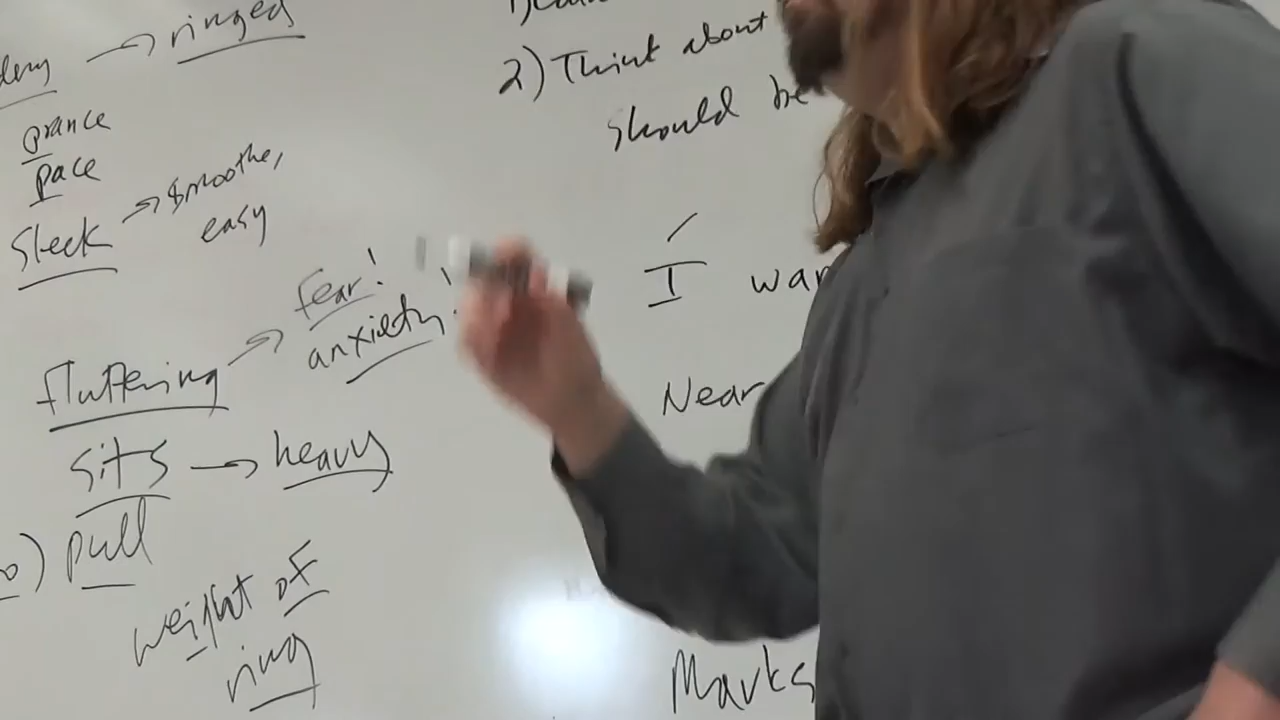 → ringed
prance
pace
sleek → smoothe,
easy
fluttering → fear!
anxiety!
sits → heavy
) pull
weight of
ring
2) Think about
should be
I
Near
Marks